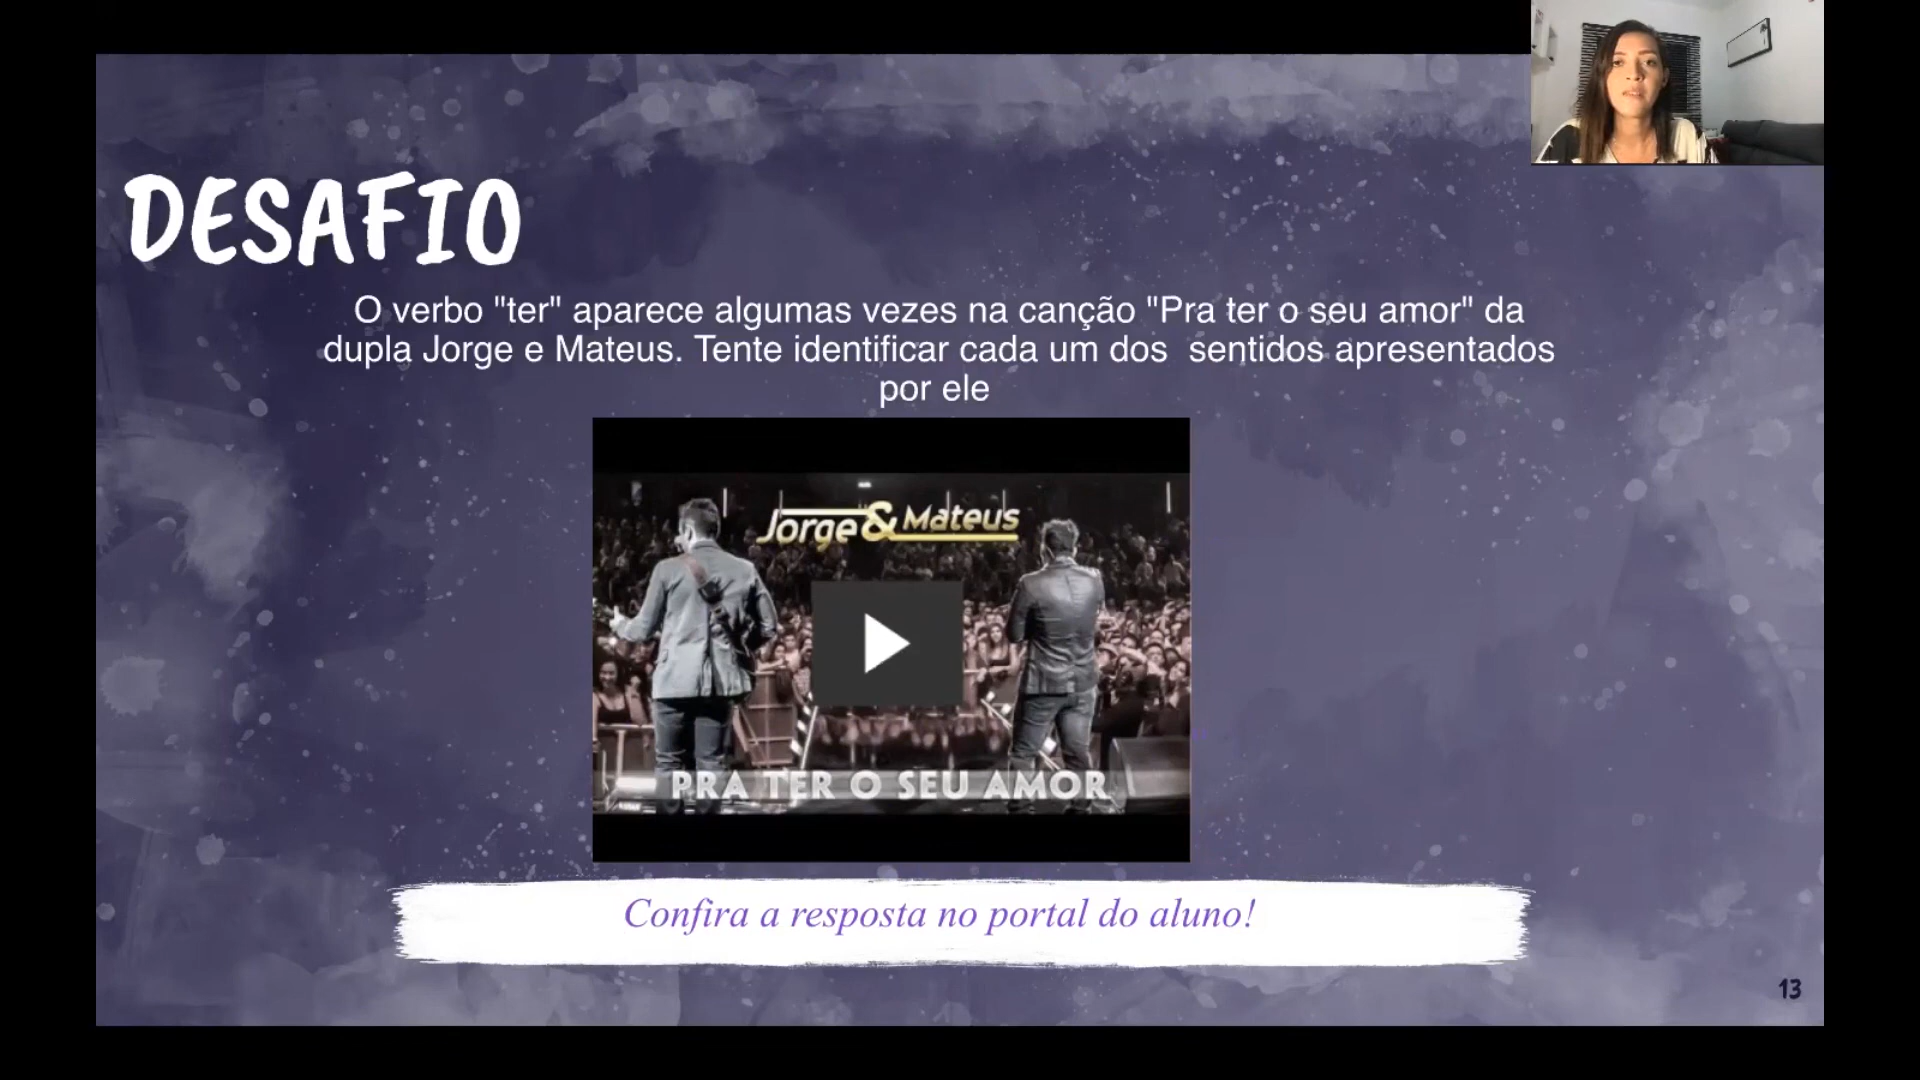 DESAFIO
O verbo "ter" aparece algumas vezes na canção "Pra ter o seu amor" da
dupla Jorge e Mateus. Tente identificar cada um dos sentidos apresentados
por ele
Jorge & Mateus
PRA TER O SEU AMOR
Confira a resposta no portal do aluno!
13